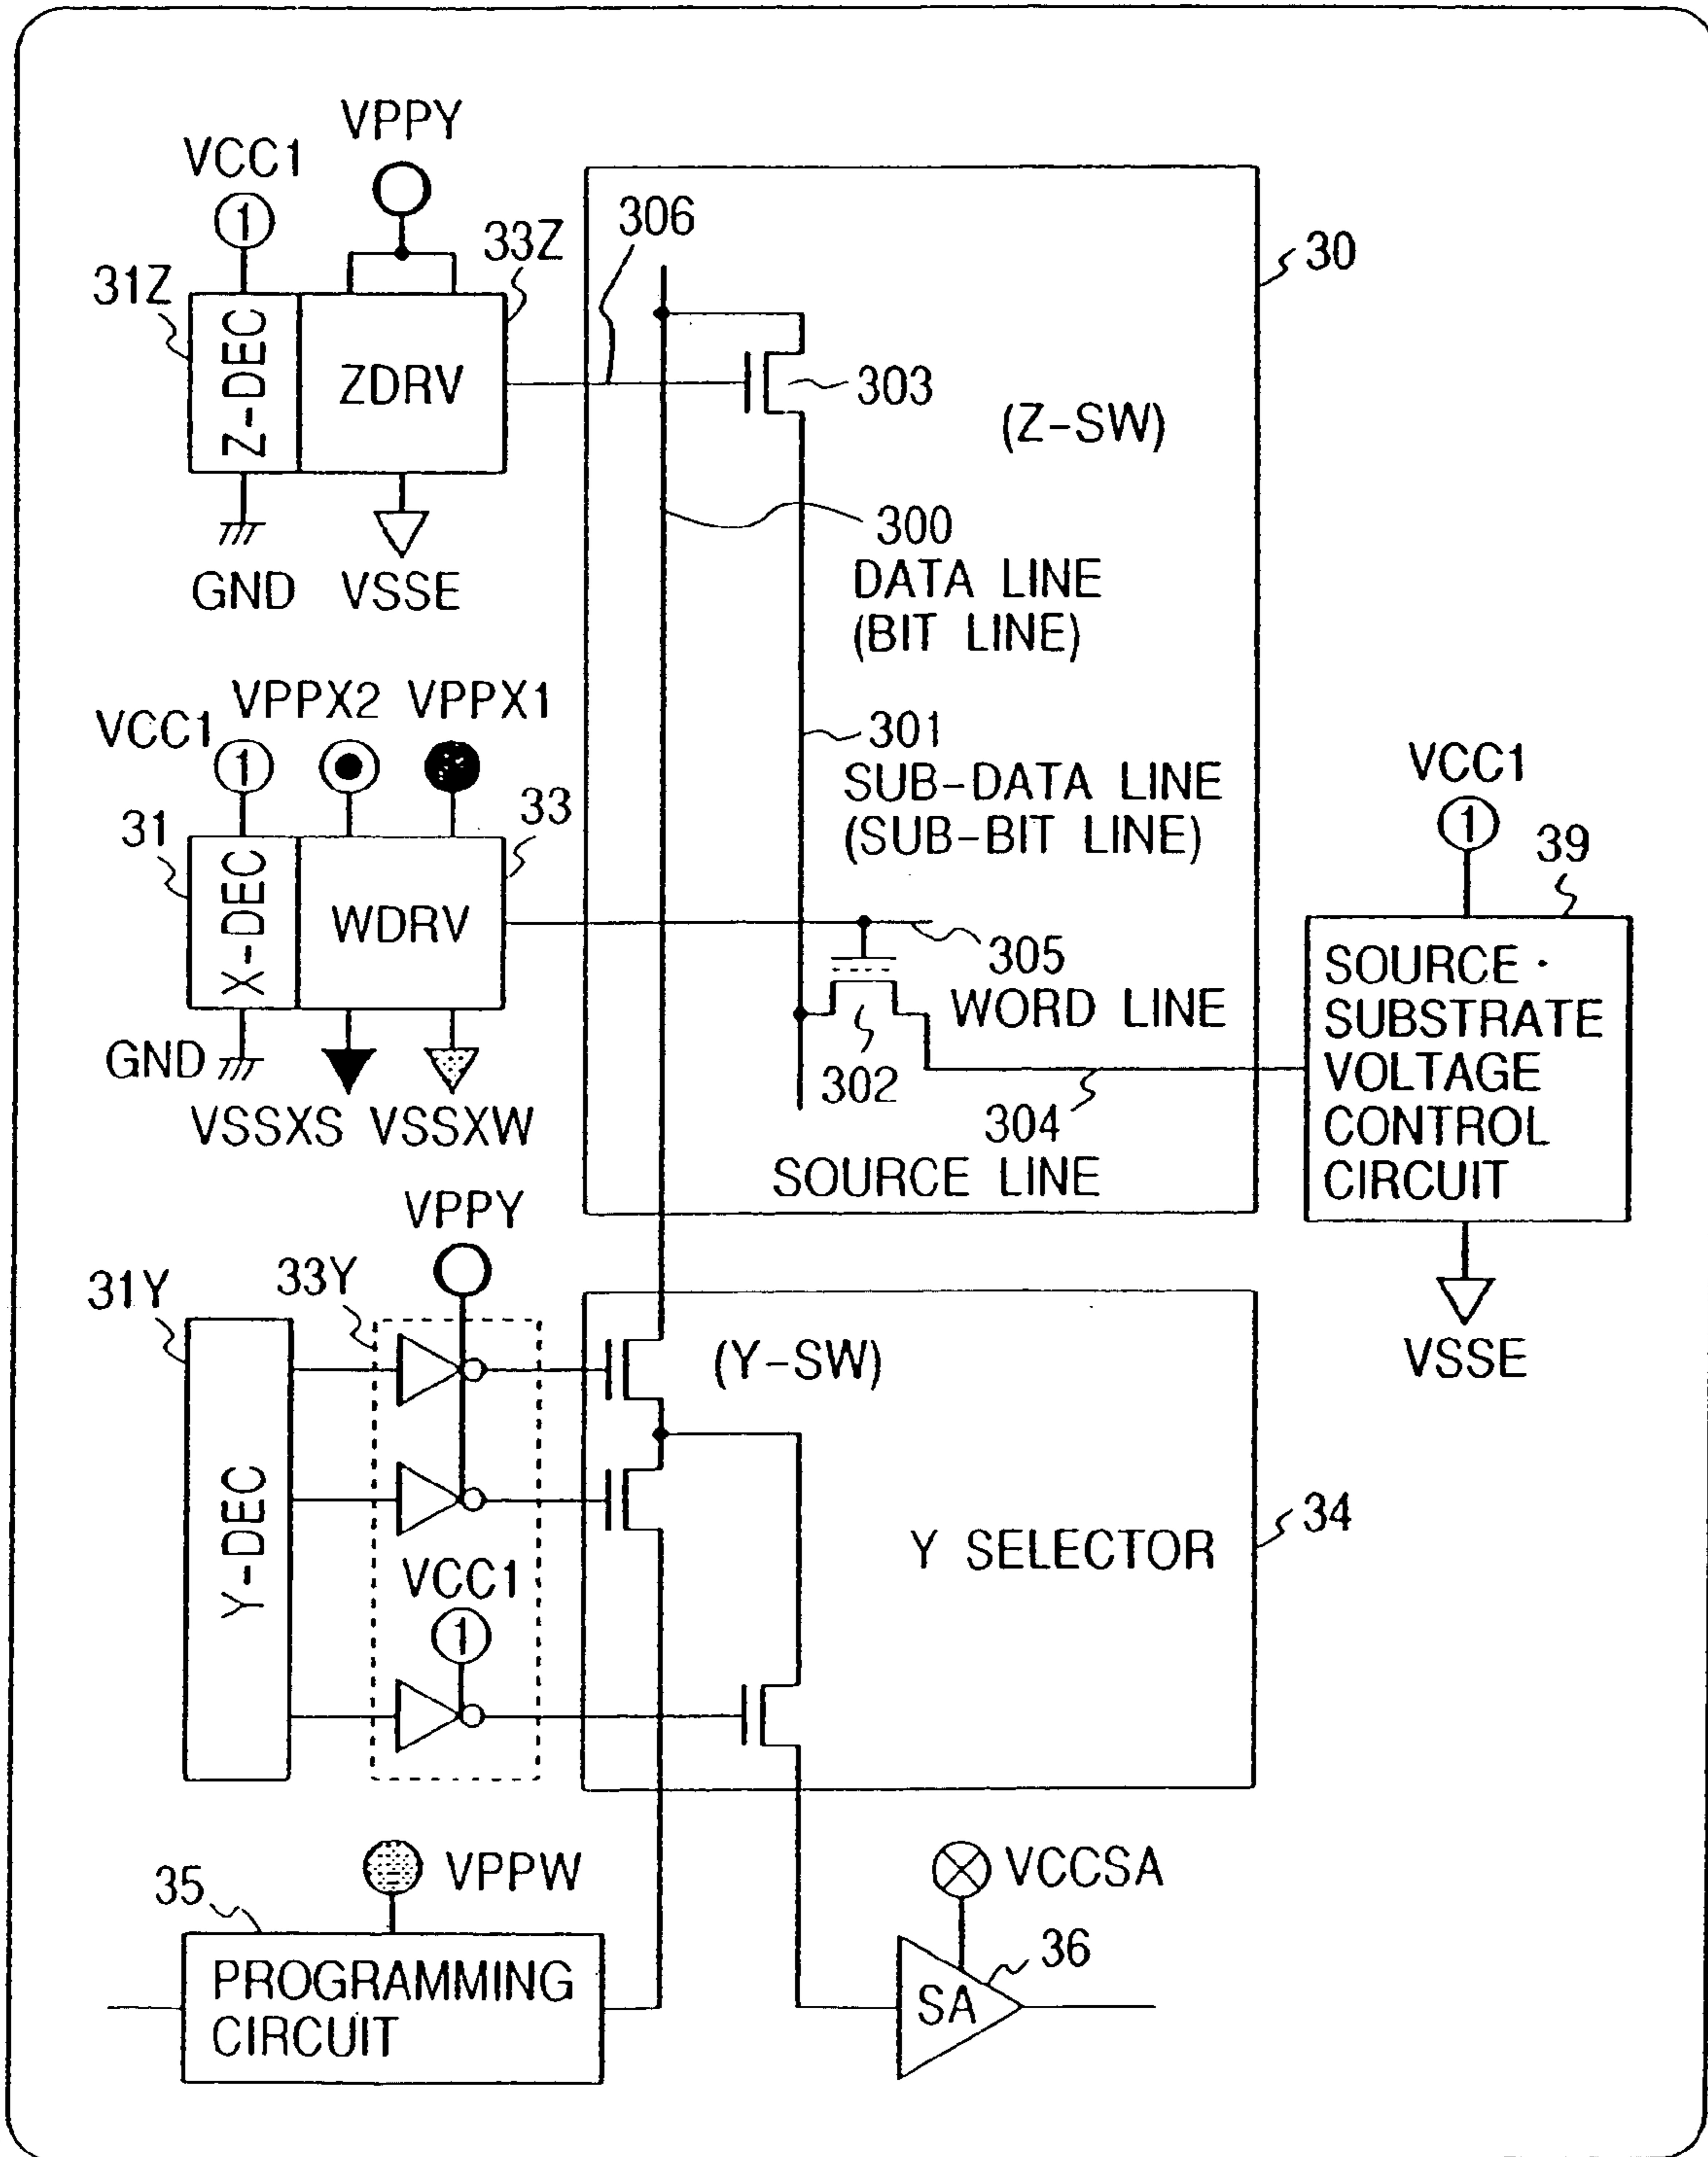 VPPY
VCC1
1
31Z
Z-DEC
ZDRV
33Z
306
GND
VSSE
303
(Z-SW)
30
300
DATA LINE
(BIT LINE)
VPPX2
VPPX1
VCC1
1
31
X-DEC
WDRV
33
GND
VSSXS
VSSXW
301
SUB-DATA LINE
(SUB-BIT LINE)
305
WORD LINE
302
304
SOURCE LINE
VCC1
1
39
SOURCE·
SUBSTRATE
VOLTAGE
CONTROL
CIRCUIT
VSSE
VPPY
31Y
33Y
Y-DEC
VCC1
1
(Y-SW)
Y SELECTOR
34
VPPW
35
PROGRAMMING
CIRCUIT
VCCSA
36
SA